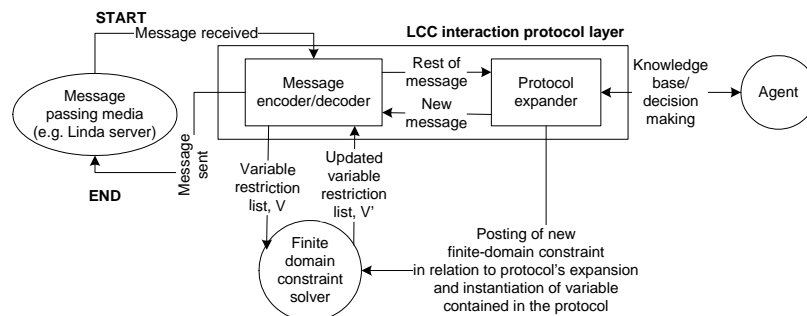 START
Message received
LCC interaction protocol layer
Message
passing media
(e.g. Linda server)
END
Message
sent
Message
encoder/decoder
Rest of
message
New
message
Protocol
expander
Knowledge
base/
decision
making
Agent
Variable
restriction
list, V
Updated
variable
restriction
list, V'
Finite
domain
constraint
solver
Posting of new
finite-domain constraint
in relation to protocol's expansion
and instantiation of variable
contained in the protocol